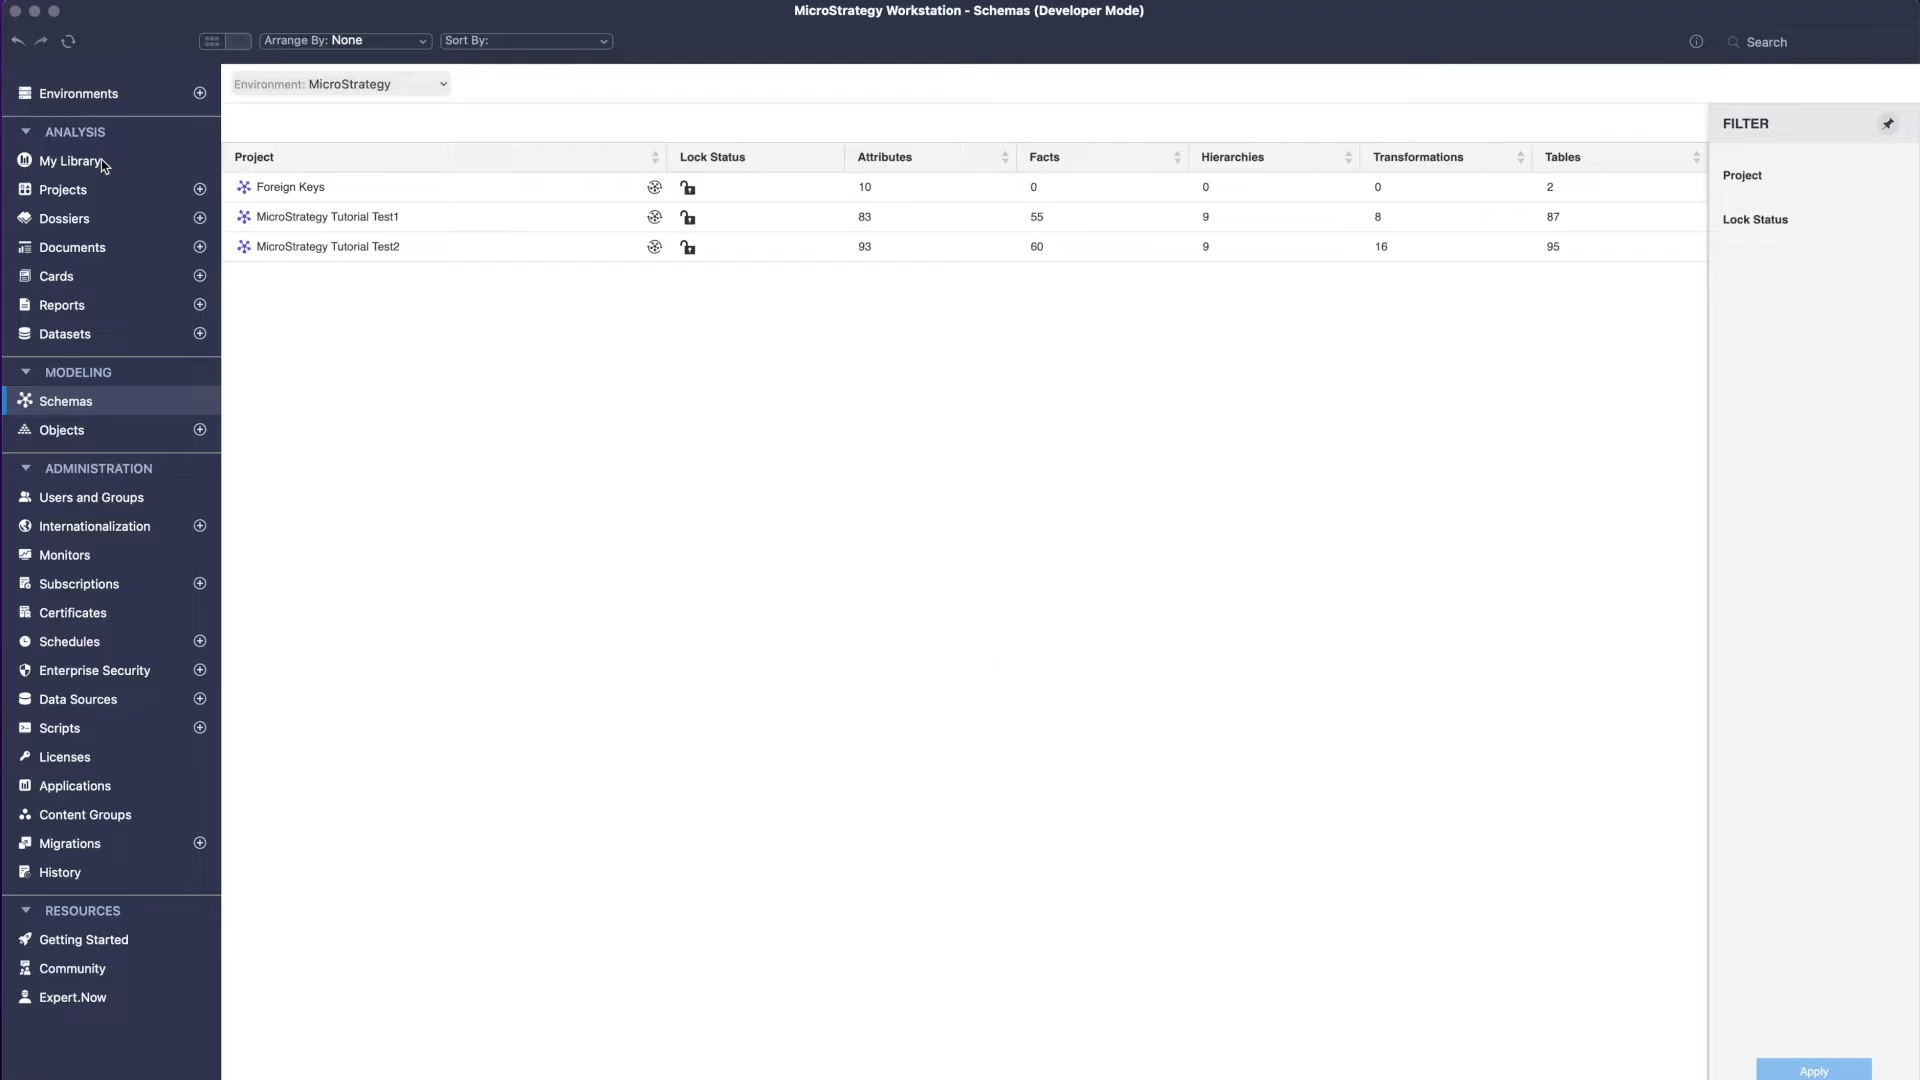 MicroStrategy Workstation - Schemas (Developer Mode)
Arrange By: None
Sort By:
Search
Environments
Environment: MicroStrategy
ANALYSIS
My Library
Projects
Dossiers
Documents
Cards
Reports
Datasets
MODELING
Schemas
Objects
ADMINISTRATION
Users and Groups
Internationalization
Monitors
Subscriptions
Certificates
Schedules
Enterprise Security
Data Sources
Scripts
Licenses
Applications
Content Groups
Migrations
History
RESOURCES
Getting Started
Community
Expert.Now
Project Lock Status Attributes Facts Hierarchies Transformations Tables
Foreign Keys 10 0 0 0 2
MicroStrategy Tutorial Test1 83 55 9 8 87
MicroStrategy Tutorial Test2 93 60 9 16 95
FILTER
Project
Lock Status
Apply